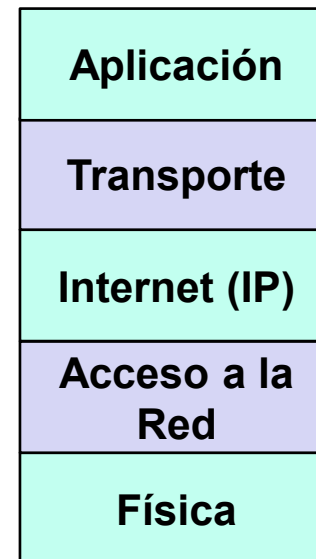 Aplicación
Transporte
Internet (IP)
Acceso a la
Red
Física